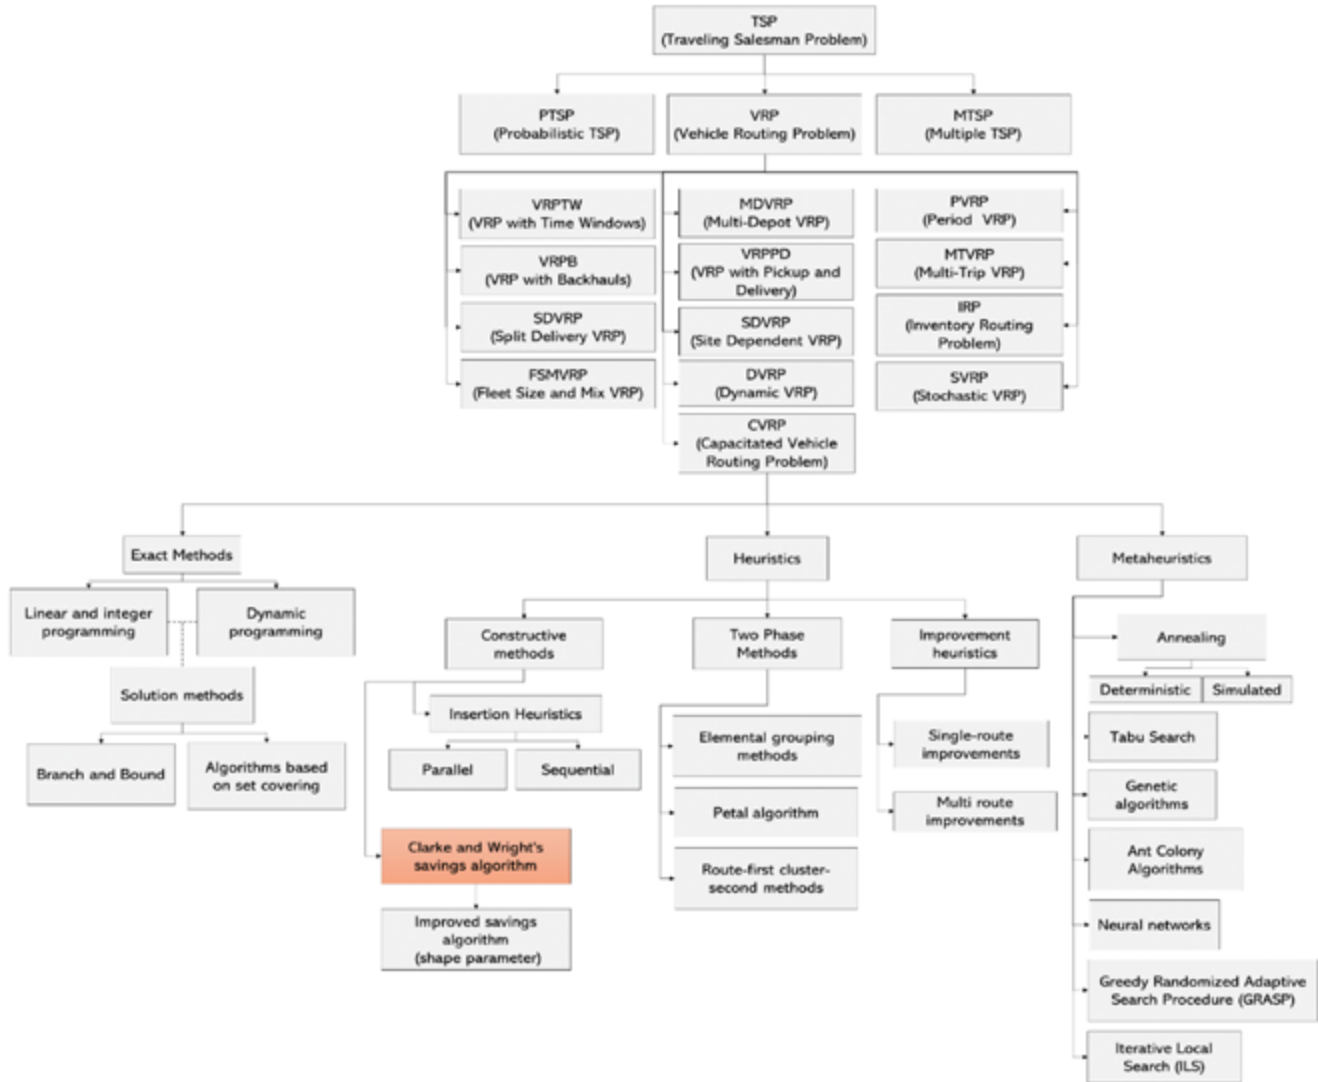 TSP
(Traveling Salesman Problem)
PTSP
(Probabilistic TSP)
VRP
(Vehicle Routing Problem)
MTSP
(Multiple TSP)
VRPTW
(VRP with Time Windows)
VRPB
(VRP with Backhauls)
SDVRP
(Split Delivery VRP)
FSMVRP
(Fleet Size and Mix VRP)
MDVRP
(Multi-Depot VRP)
VRPPD
(VRP with Pickup and
Delivery)
SDVRP
(Site Dependent VRP)
DVRP
(Dynamic VRP)
CVRP
(Capacitated Vehicle
Routing Problem)
PVRP
(Period VRP)
MTVRP
(Multi-Trip VRP)
IRP
(Inventory Routing
Problem)
SVRP
(Stochastic VRP)
Exact Methods
Linear and integer
programming
Dynamic
programming
Solution methods
Branch and Bound
Algorithms based
on set covering
Heuristics
Constructive
methods
Insertion Heuristics
Parallel
Sequential
Clarke and Wright's
savings algorithm
Improved savings
algorithm
(shape parameter)
Two Phase
Methods
Elemental grouping
methods
Petal algorithm
Route-first cluster-
second methods
Improvement
heuristics
Single-route
improvements
Multi route
improvements
Metaheuristics
Annealing
Deterministic
Simulated
Tabu Search
Genetic
algorithms
Ant Colony
Algorithms
Neural networks
Greedy Randomized Adaptive
Search Procedure (GRASP)
Iterative Local
Search (ILS)